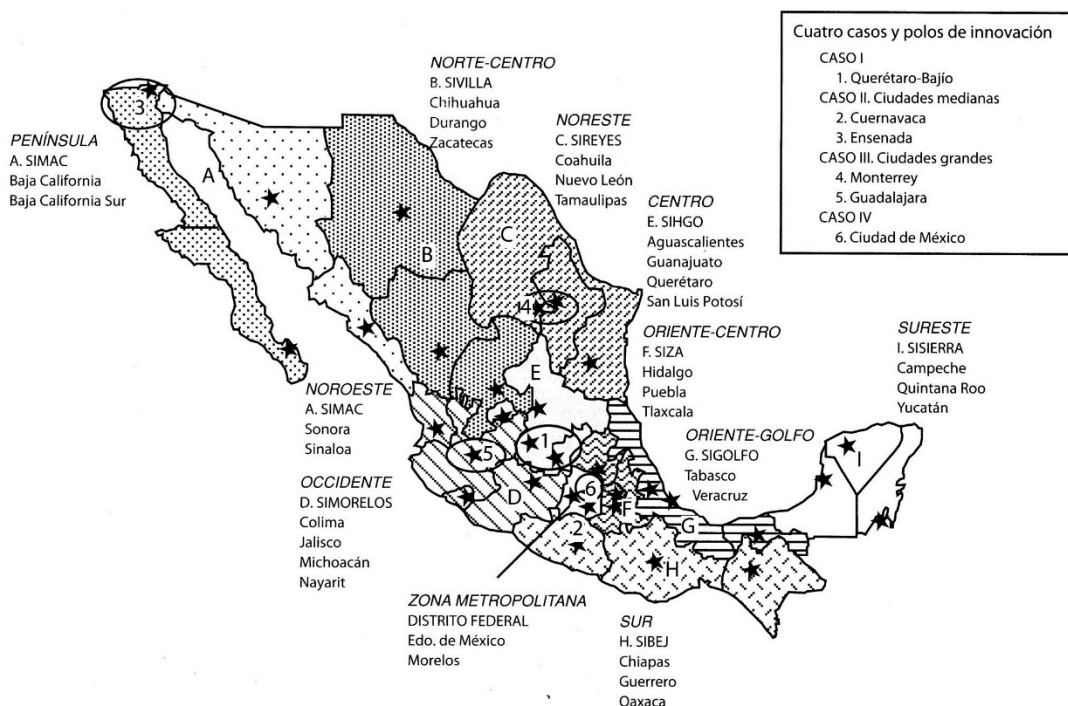 Cuatro casos y polos de innovación
CASO I
1. Querétaro-Bajío
CASO II. Ciudades medianas
2. Cuernavaca
3. Ensenada
CASO III. Ciudades grandes
4. Monterrey
5. Guadalajara
CASO IV
6. Ciudad de México
NORTE-CENTRO
B. SIVILLA
Chihuahua
Durango
Zacatecas
NORESTE
C. SIREYES
Coahuila
Nuevo León
Tamaulipas
PENÍNSULA
A. SIMAC
Baja California
Baja California Sur
CENTRO
E. SIHGO
Aguascalientes
Guanajuato
Querétaro
San Luis Potosí
ORIENTE-CENTRO
F. SIZA
Hidalgo
Puebla
Tlaxcala
SURESTE
I. SISIERRA
Campeche
Quintana Roo
Yucatán
NOROESTE
A. SIMAC
Sonora
Sinaloa
ORIENTE-GOLFO
G. SIGOLFO
Tabasco
Veracruz
OCCIDENTE
D. SIMORELOS
Colima
Jalisco
Michoacán
Nayarit
ZONA METROPOLITANA
DISTRITO FEDERAL
Edo. de México
Morelos
SUR
H. SIBEJ
Chiapas
Guerrero
Oaxaca
3
A
B
C
4
E
5
1
I
D
6
F
G
2
H